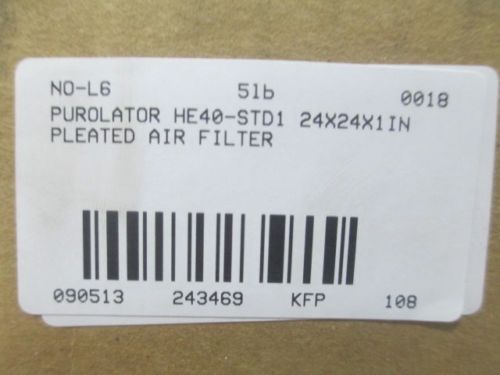 NO-L6 5lb 0018
PUROLATOR HE40-STD1 24X24X1IN
PLEATED AIR FILTER
090513 243469 KFP 108